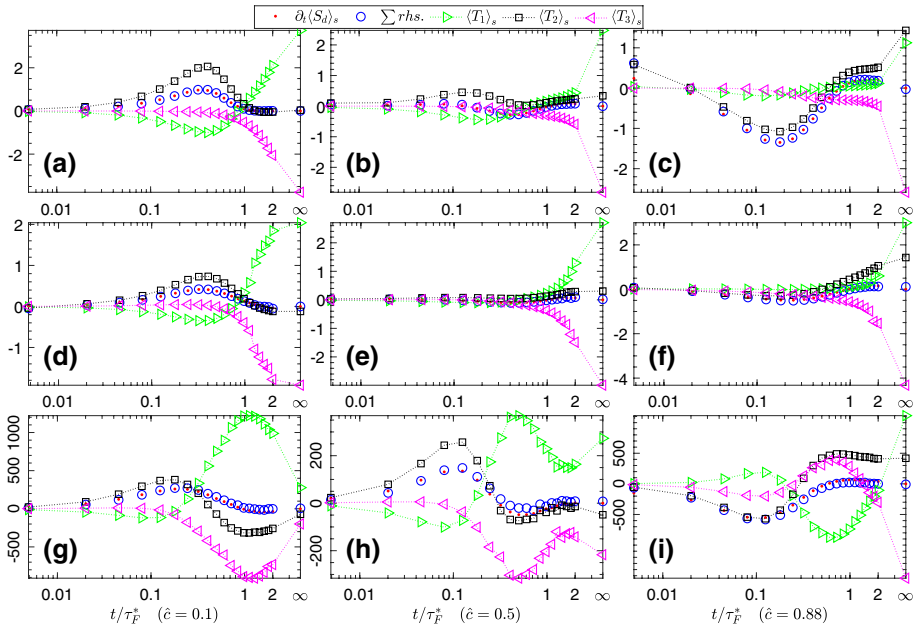 ∂ₜ⟨S_d⟩ₛ ∑ rhs. ⟨T₁⟩ₛ ⟨T₂⟩ₛ ⟨T₃⟩ₛ
2 0 -2 (a) 0.01 0.1 1 2 ∞
2 1 0 -1 -2 (b) 0.01 0.1 1 2 ∞
1 0 -1 -2 (c) 0.01 0.1 1 2 ∞
2 1 0 -1 (d) 0.01 0.1 1 2 ∞
2 1 0 -1 -2 (e) 0.01 0.1 1 2 ∞
2 0 -2 -4 (f) 0.01 0.1 1 2 ∞
1000 500 0 -500 (g) 0.01 0.1 1 2 ∞
200 0 -200 (h) 0.01 0.1 1 2 ∞
500 0 -500 (i) 0.01 0.1 1 2 ∞
t/τ*_F (ĉ = 0.1)
t/τ*_F (ĉ = 0.5)
t/τ*_F (ĉ = 0.88)